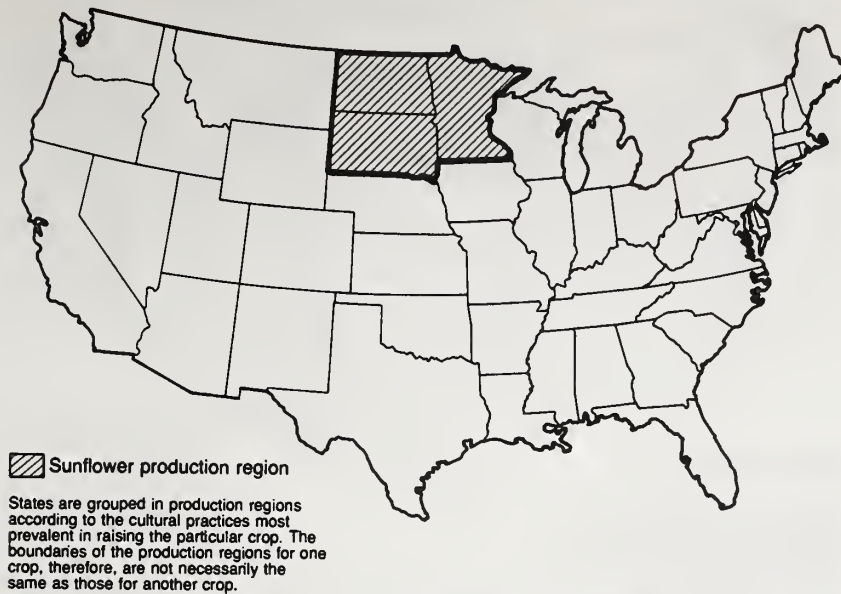 Sunflower production region
States are grouped in production regions
according to the cultural practices most
prevalent in raising the particular crop. The
boundaries of the production regions for one
crop, therefore, are not necessarily the
same as those for another crop.